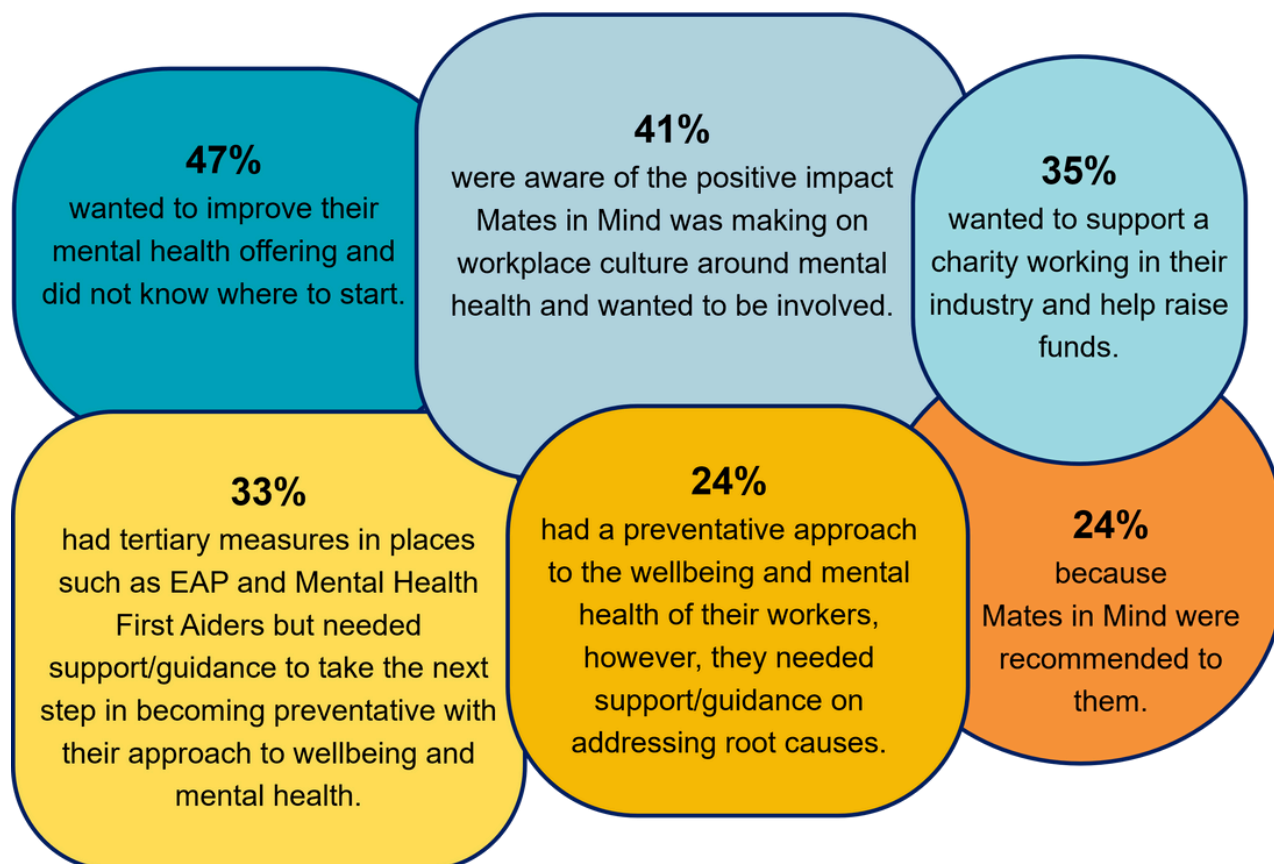 47%
wanted to improve their
mental health offering and
did not know where to start.
41%
were aware of the positive impact
Mates in Mind was making on
workplace culture around mental
health and wanted to be involved.
35%
wanted to support a
charity working in their
industry and help raise
funds.
33%
had tertiary measures in places
such as EAP and Mental Health
First Aiders but needed
support/guidance to take the next
step in becoming preventative with
their approach to wellbeing and
mental health.
24%
had a preventative approach
to the wellbeing and mental
health of their workers,
however, they needed
support/guidance on
addressing root causes.
24%
because
Mates in Mind were
recommended to
them.